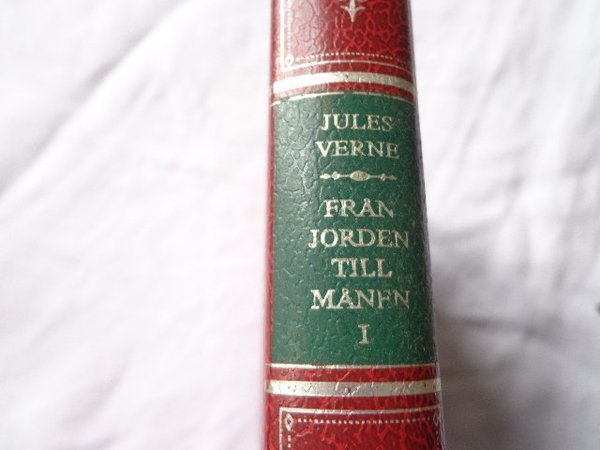 JULES
VERNE
FRÅN
JORDEN
TILL
MÅNEN
I